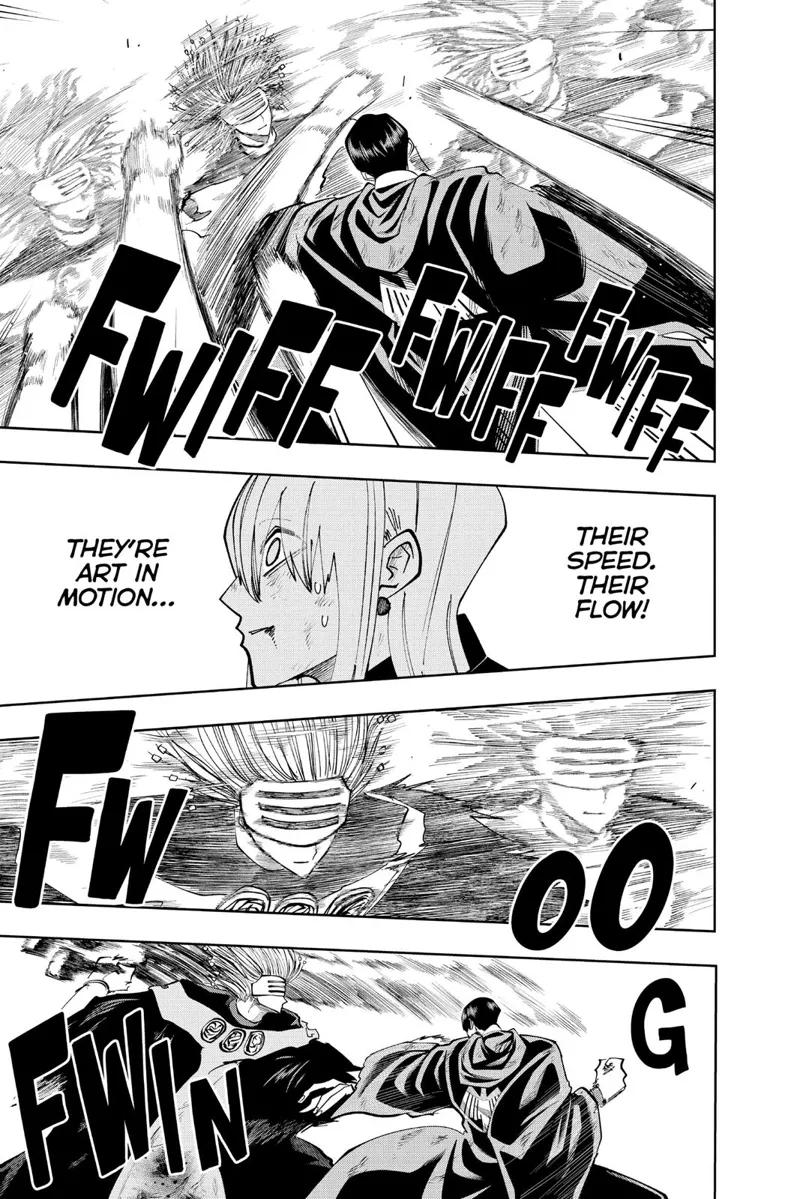 FWIFF
FWIFF
FWIFF
THEIR
SPEED.
THEIR
FLOW!
THEY'RE
ART IN
MOTION...
FW
OO
FWIN
G